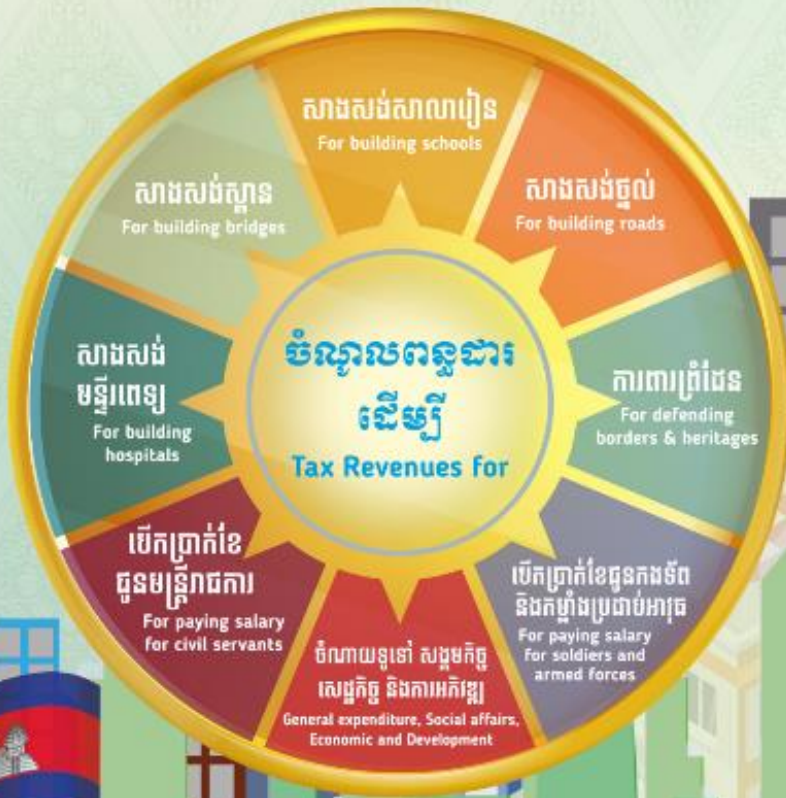 សាងសង់សាលារៀន
For building schools
សាងសង់ថ្នល់
For building roads
ការពារព្រំដែន
For defending
borders & heritages
បើកប្រាក់ខែជូនកងទ័ព
និងកម្លាំងប្រដាប់អាវុធ
For paying salary
for soldiers and
armed forces
ចំណាយទូទៅ សង្គមកិច្ច
សេដ្ឋកិច្ច និងការអភិវឌ្ឍ
General expenditure, Social affairs,
Economic and Development
បើកប្រាក់ខែ
ជូនមន្ត្រីរាជការ
For paying salary
for civil servants
សាងសង់
មន្ទីរពេទ្យ
For building
hospitals
សាងសង់ស្ពាន
For building bridges
ចំណូលពន្ធដារ
ដើម្បី
Tax Revenues for